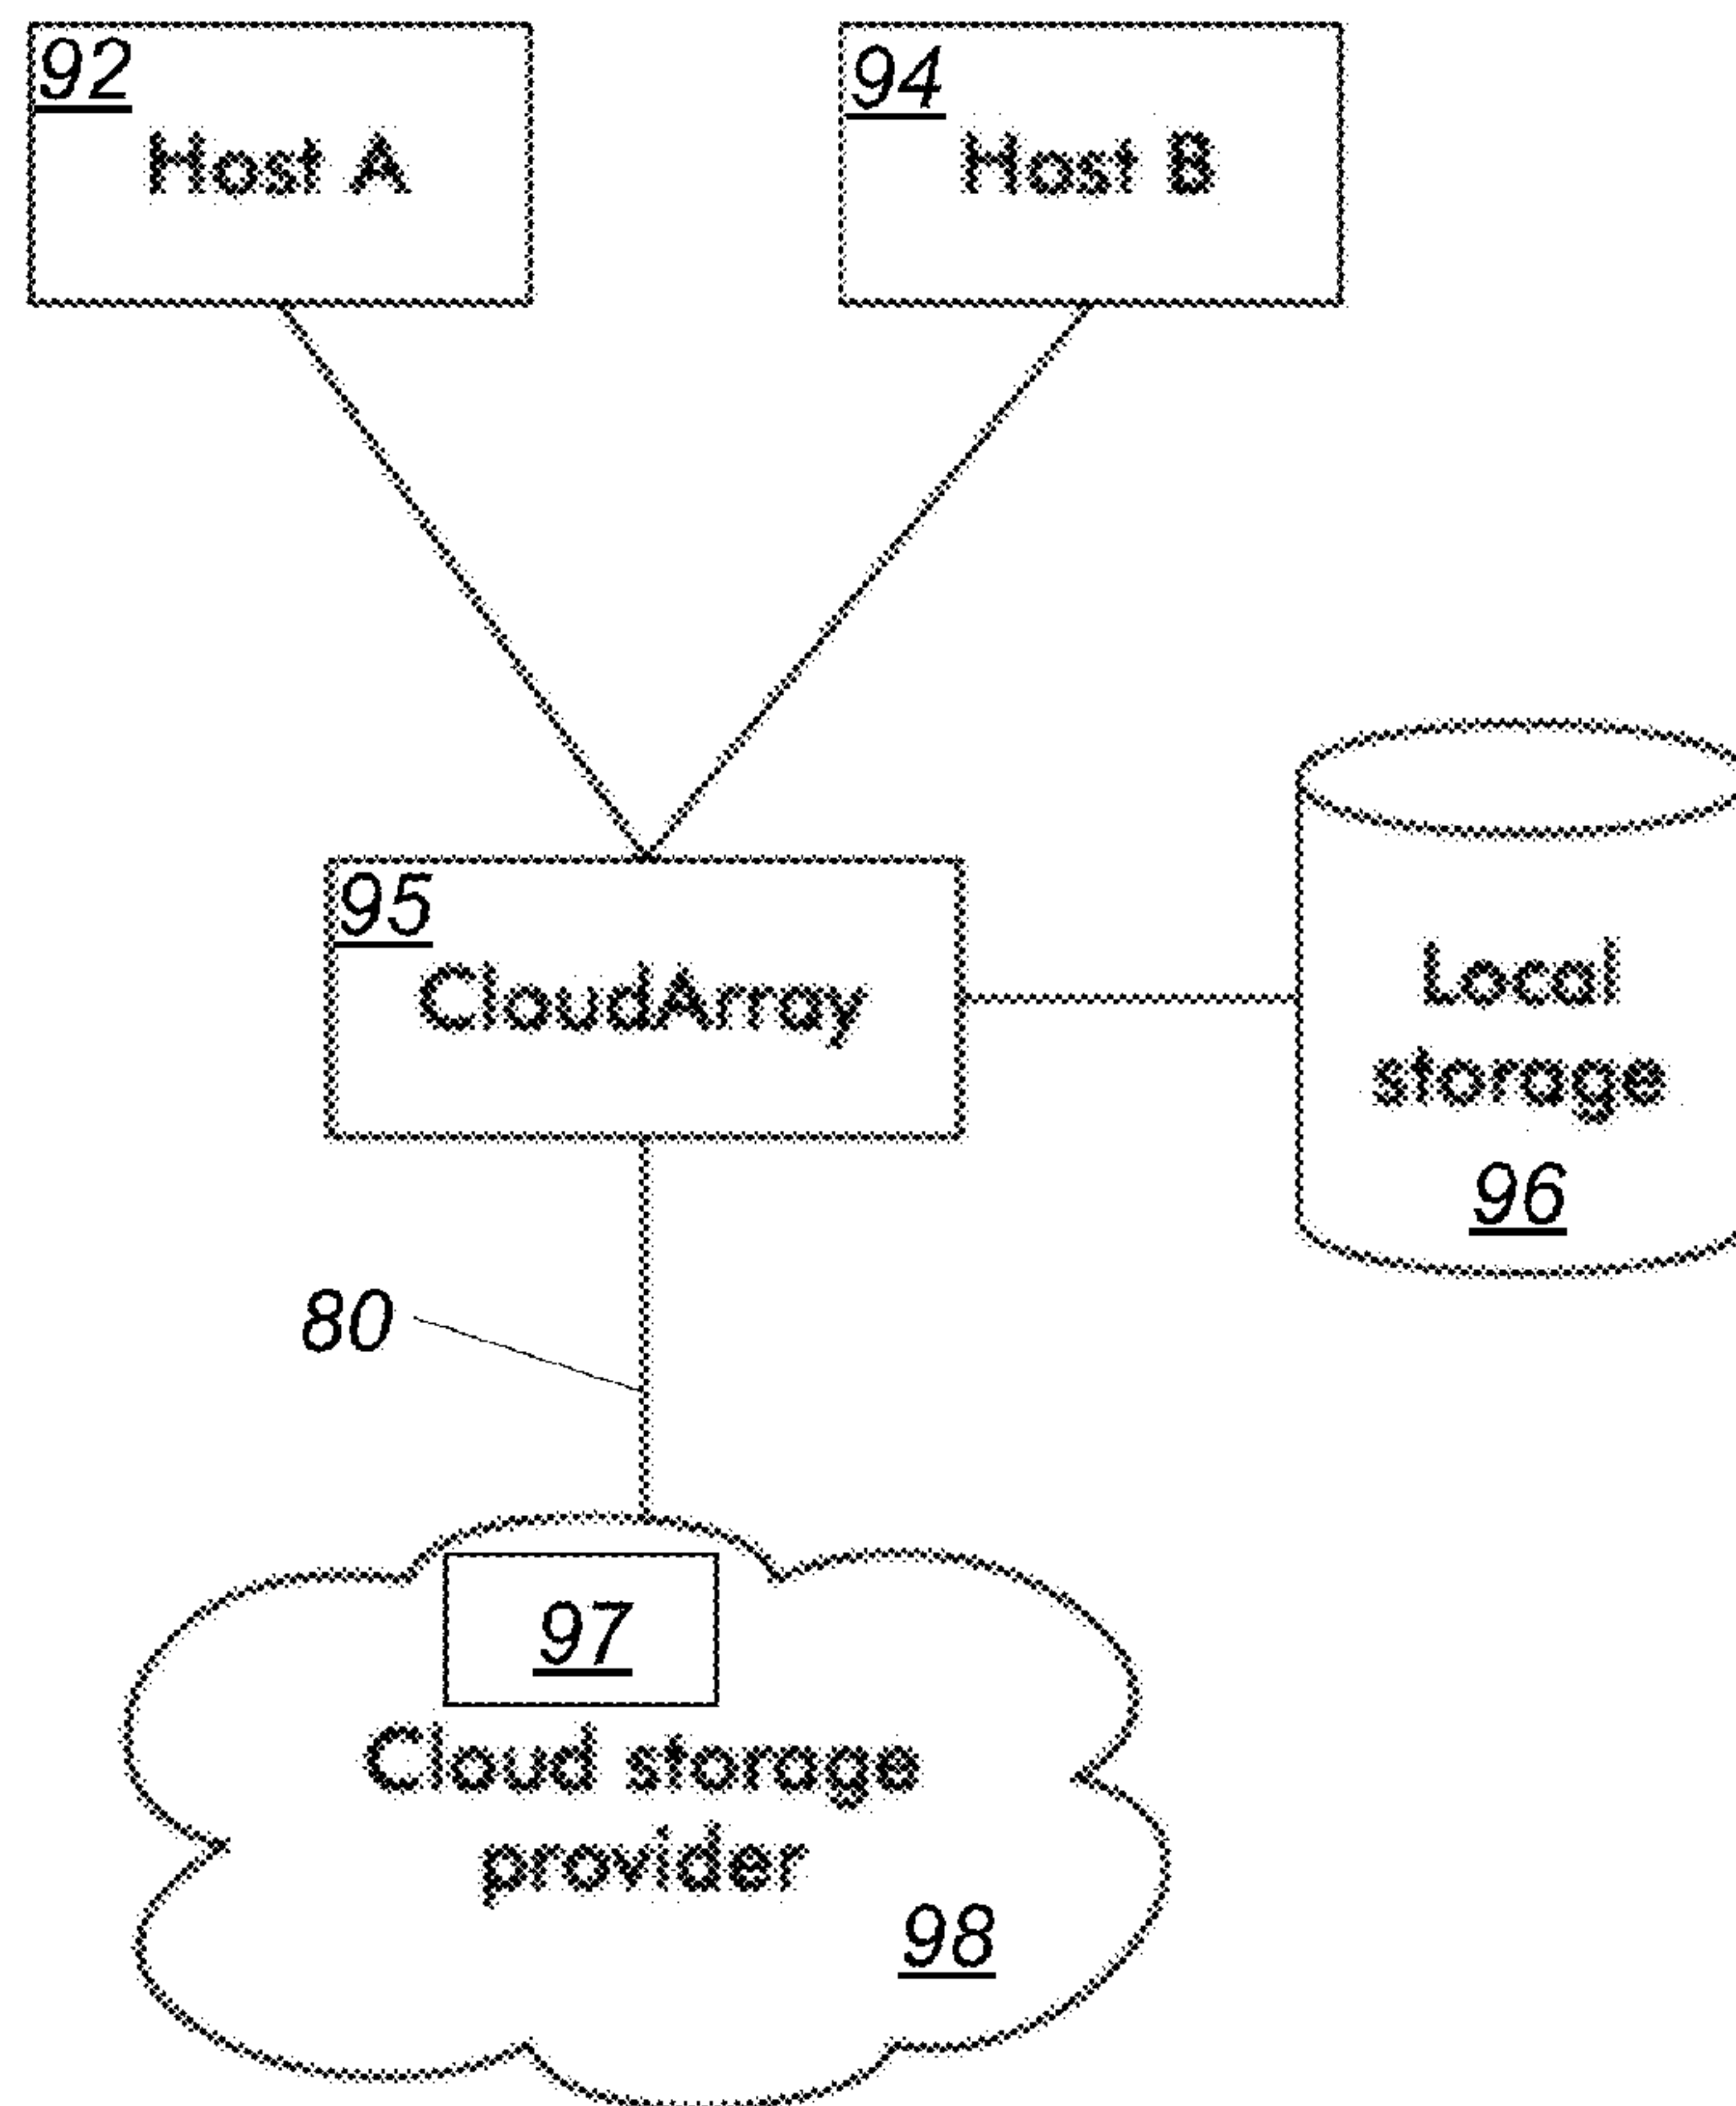 92
Host A
94
Host B
95
CloudArray
Local
storage
96
80
97
Cloud storage
provider
98